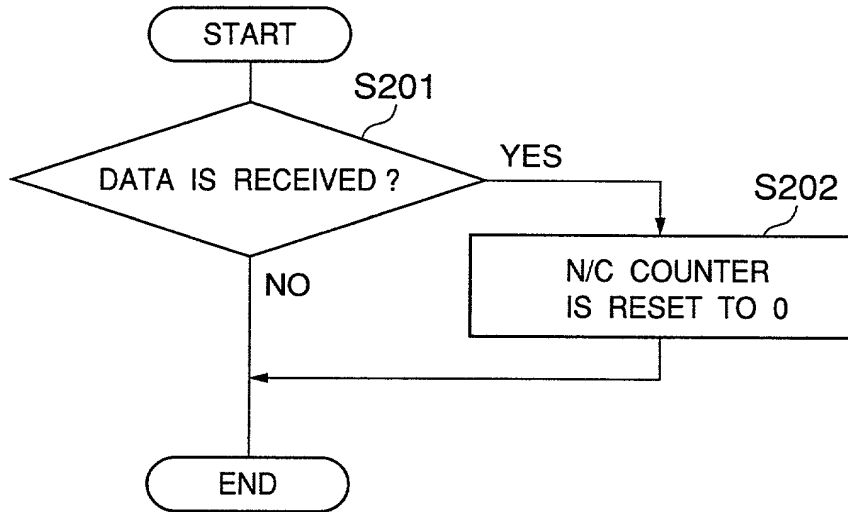 START
S201
DATA IS RECEIVED ?
YES
S202
N/C COUNTER
IS RESET TO 0
NO
END